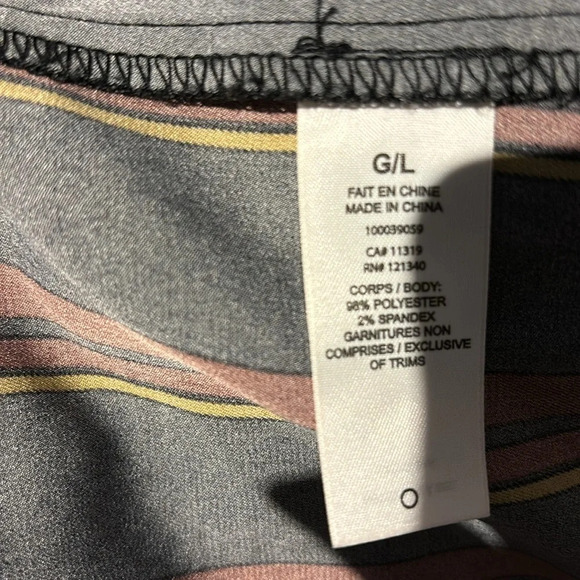 G/L
FAIT EN CHINE
MADE IN CHINA
100039059
CA# 11319
RN# 121340
CORPS / BODY:
98% POLYESTER
2% SPANDEX
GARNITURES NON
COMPRISES / EXCLUSIVE
OF TRIMS